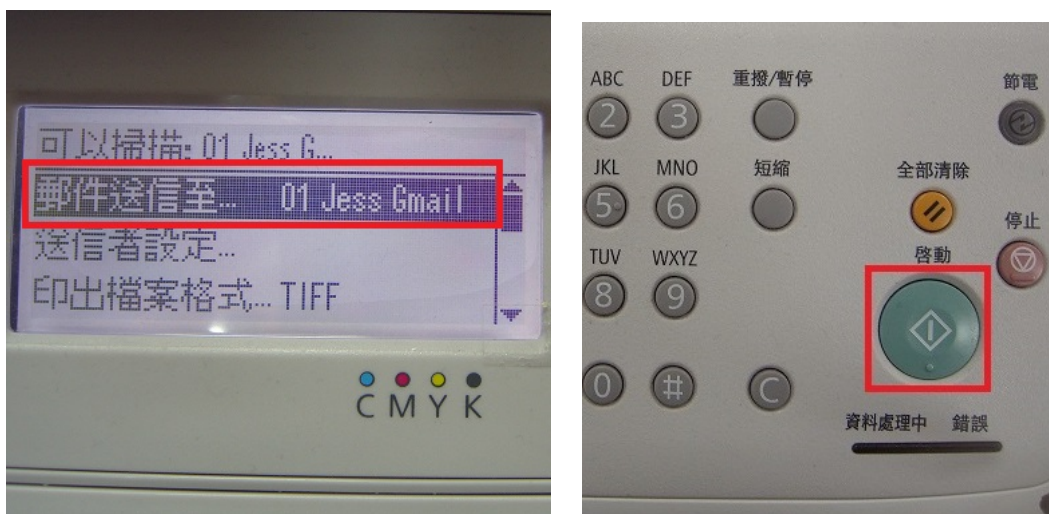 可以掃描: 01 Jess G...
郵件送信至... 01 Jess Gmail
送信者設定...
印出檔案格式... TIFF
C M Y K
ABC DEF 重撥/暫停 節電
2 3
JKL MNO 短縮 全部清除
5 6
停止
TUV WXYZ 啓動
8 9
0 # C
資料處理中 錯誤